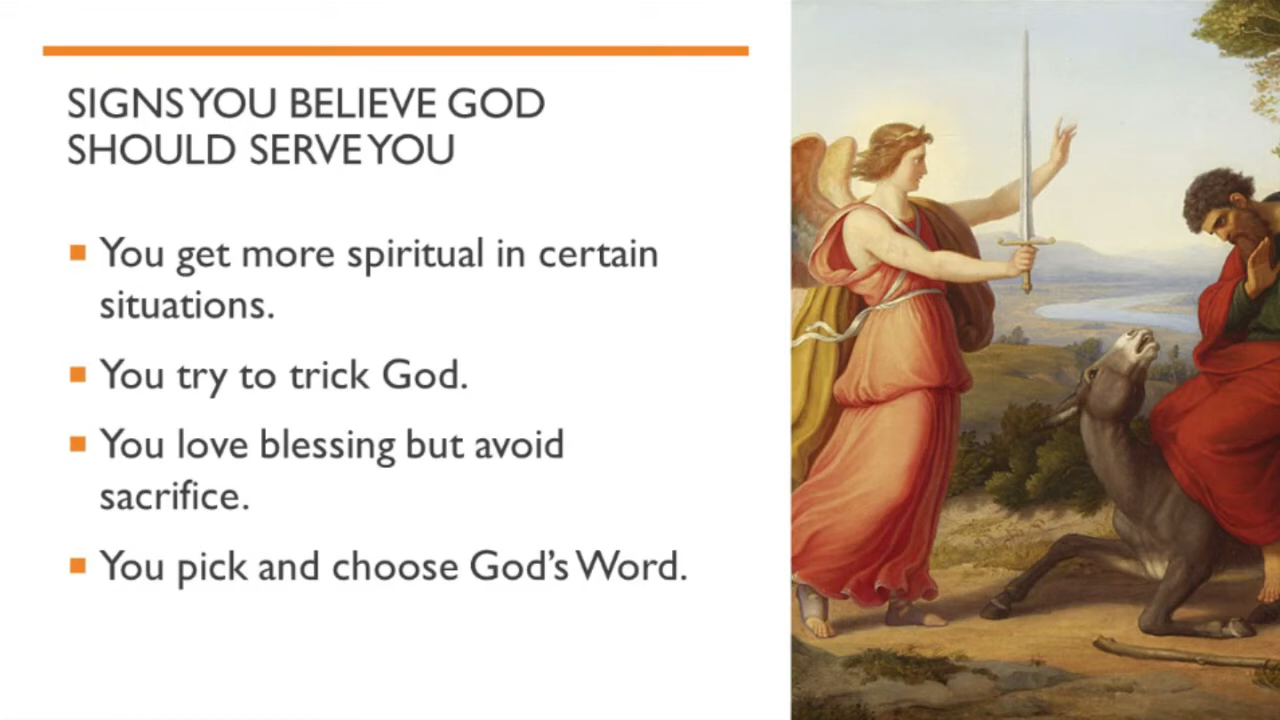 SIGNS YOU BELIEVE GOD
SHOULD SERVE YOU
You get more spiritual in certain
situations.
You try to trick God.
You love blessing but avoid
sacrifice.
You pick and choose God’s Word.